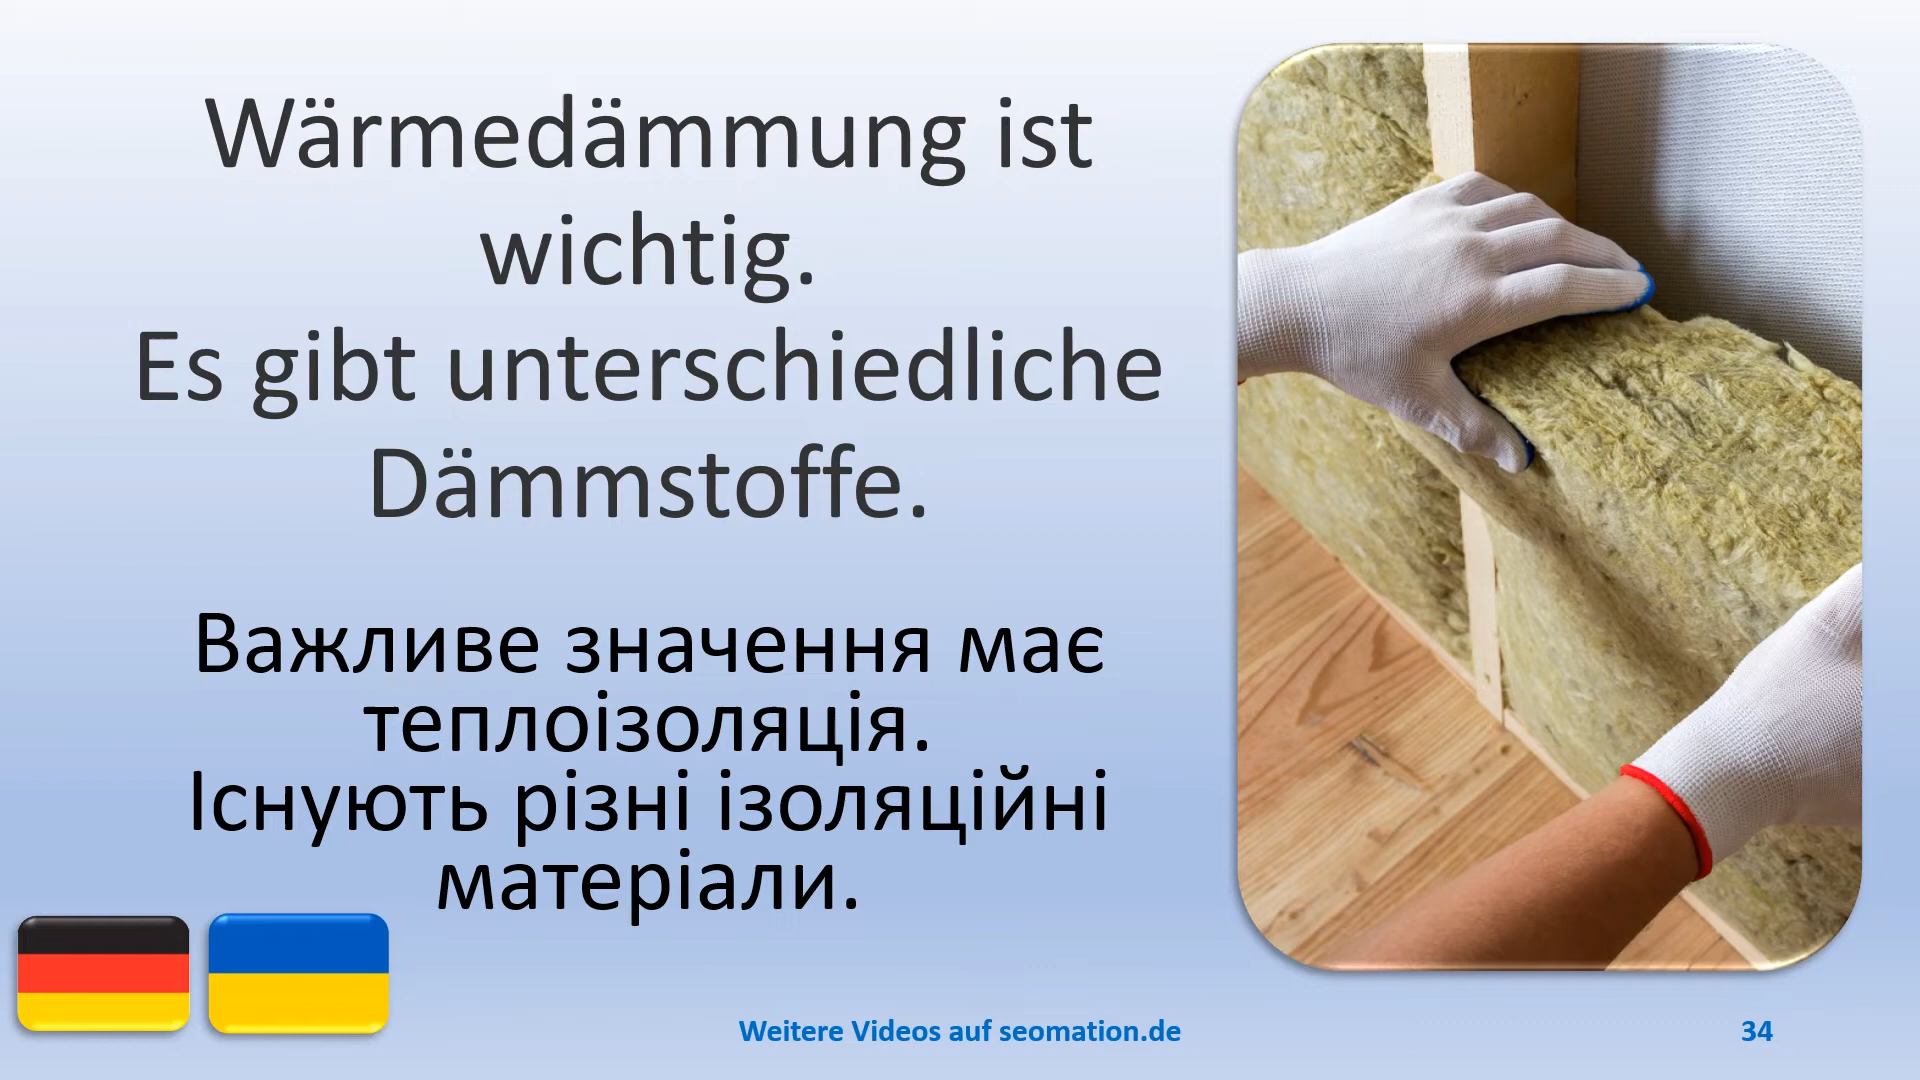 Wärmedämmung ist
wichtig.
Es gibt unterschiedliche
Dämmstoffe.
Важливе значення має
теплоізоляція.
Існують різні ізоляційні
матеріали.
Weitere Videos auf seomation.de
34